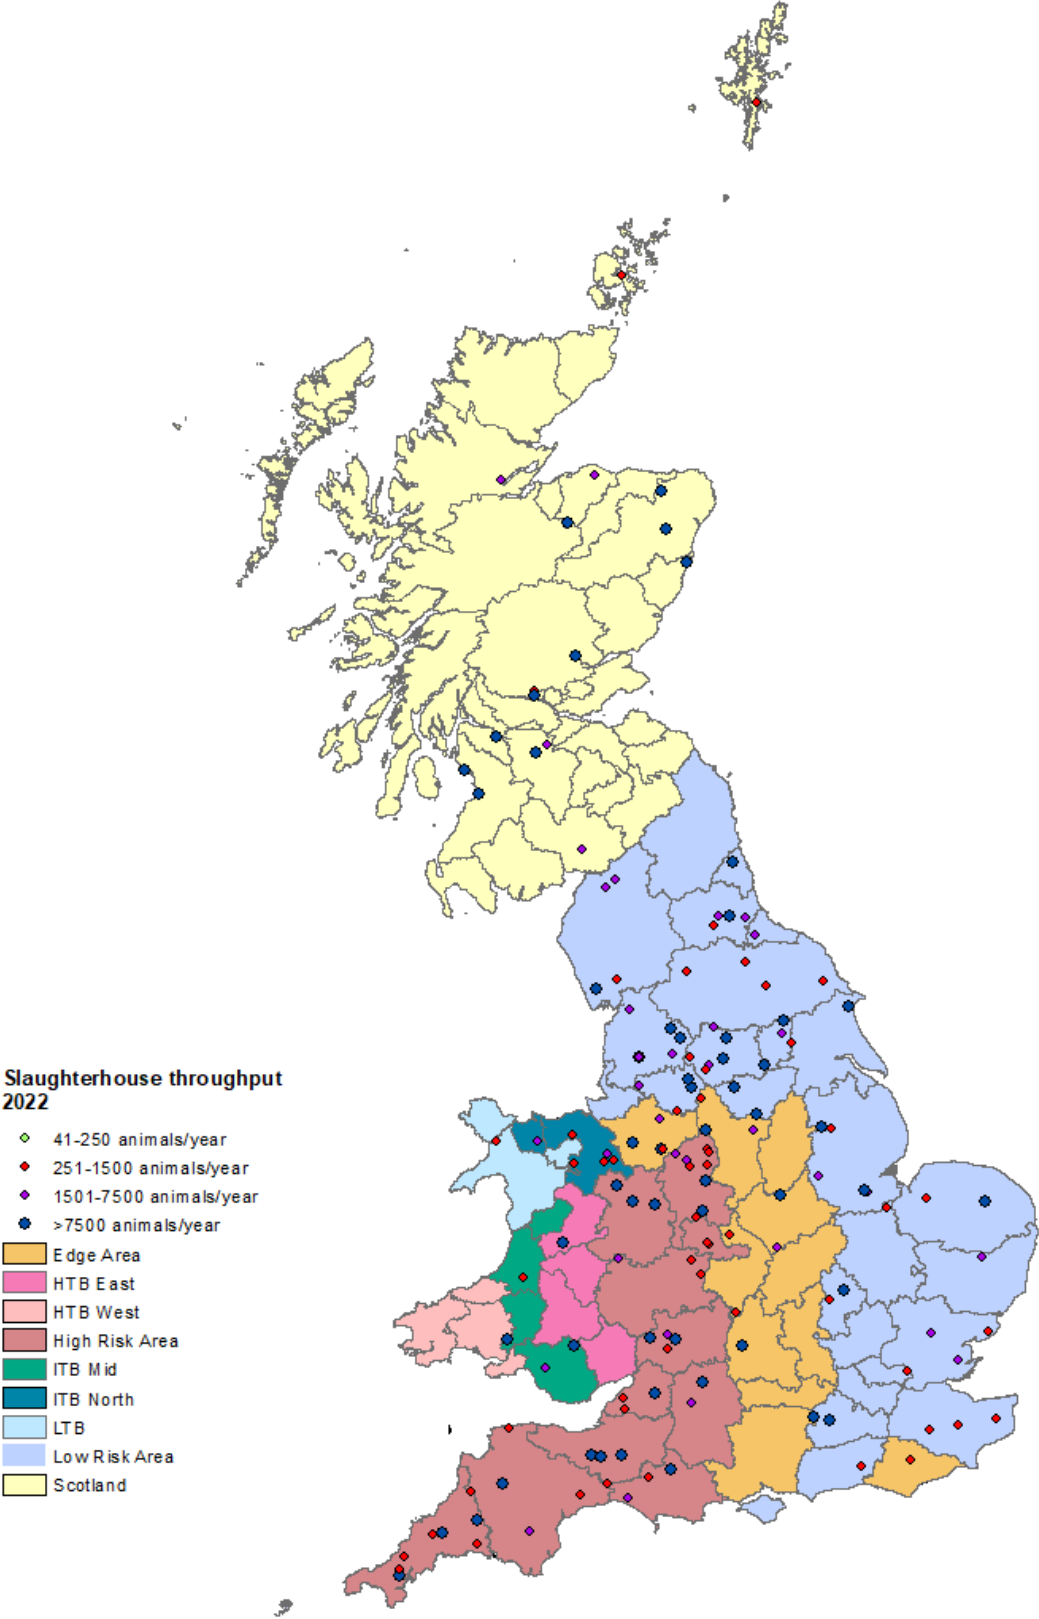 Slaughterhouse throughput
2022
41-250 animals/year
251-1500 animals/year
1501-7500 animals/year
>7500 animals/year
Edge Area
HTB East
HTB West
High Risk Area
ITB Mid
ITB North
LTB
Low Risk Area
Scotland